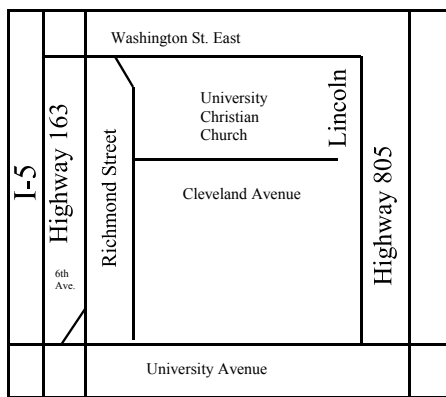 Washington St. East
I-5
Highway 163
Richmond Street
University
Christian
Church
Lincoln
Cleveland Avenue
Highway 805
6th
Ave.
University Avenue